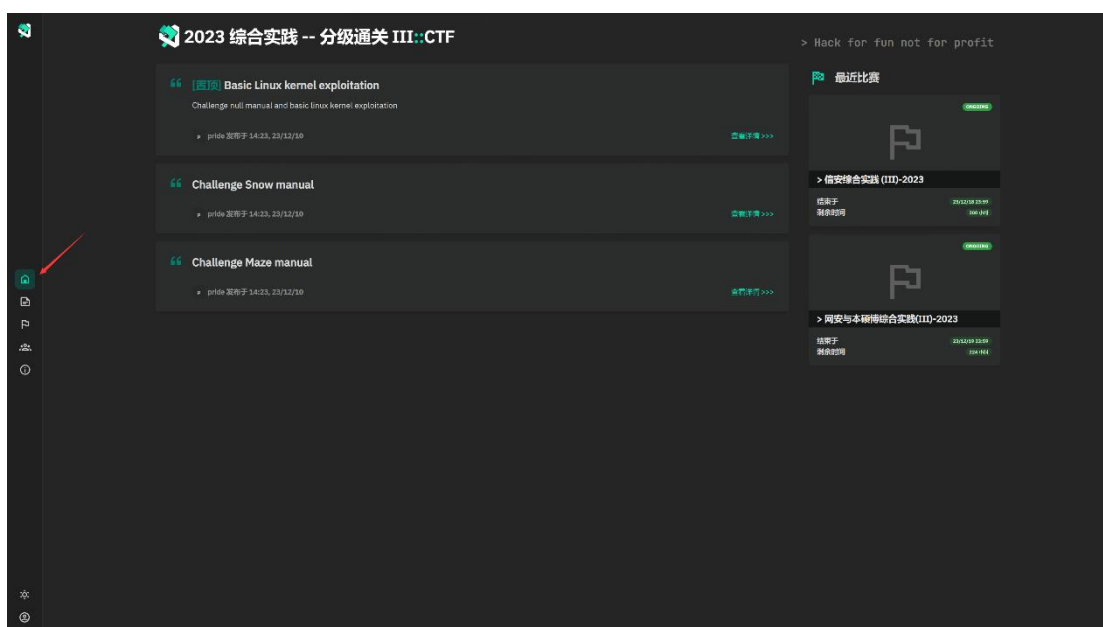 2023 综合实践 -- 分级通关 III::CTF
> Hack for fun not for profit
[置顶] Basic Linux kernel exploitation
Challenge null manual and basic linux kernel exploitation
pride 发布于 14:23, 23/12/10
查看详情 >>>
Challenge Snow manual
pride 发布于 14:23, 23/12/10
查看详情 >>>
Challenge Maze manual
pride 发布于 14:23, 23/12/10
查看详情 >>>
最近比赛
ONGOING
> 信安综合实践 (III)-2023
结束于
23/12/18 23:59
剩余时间
ONGOING
> 网安与本硕博综合实践(III)-2023
结束于
23/12/19 23:59
剩余时间